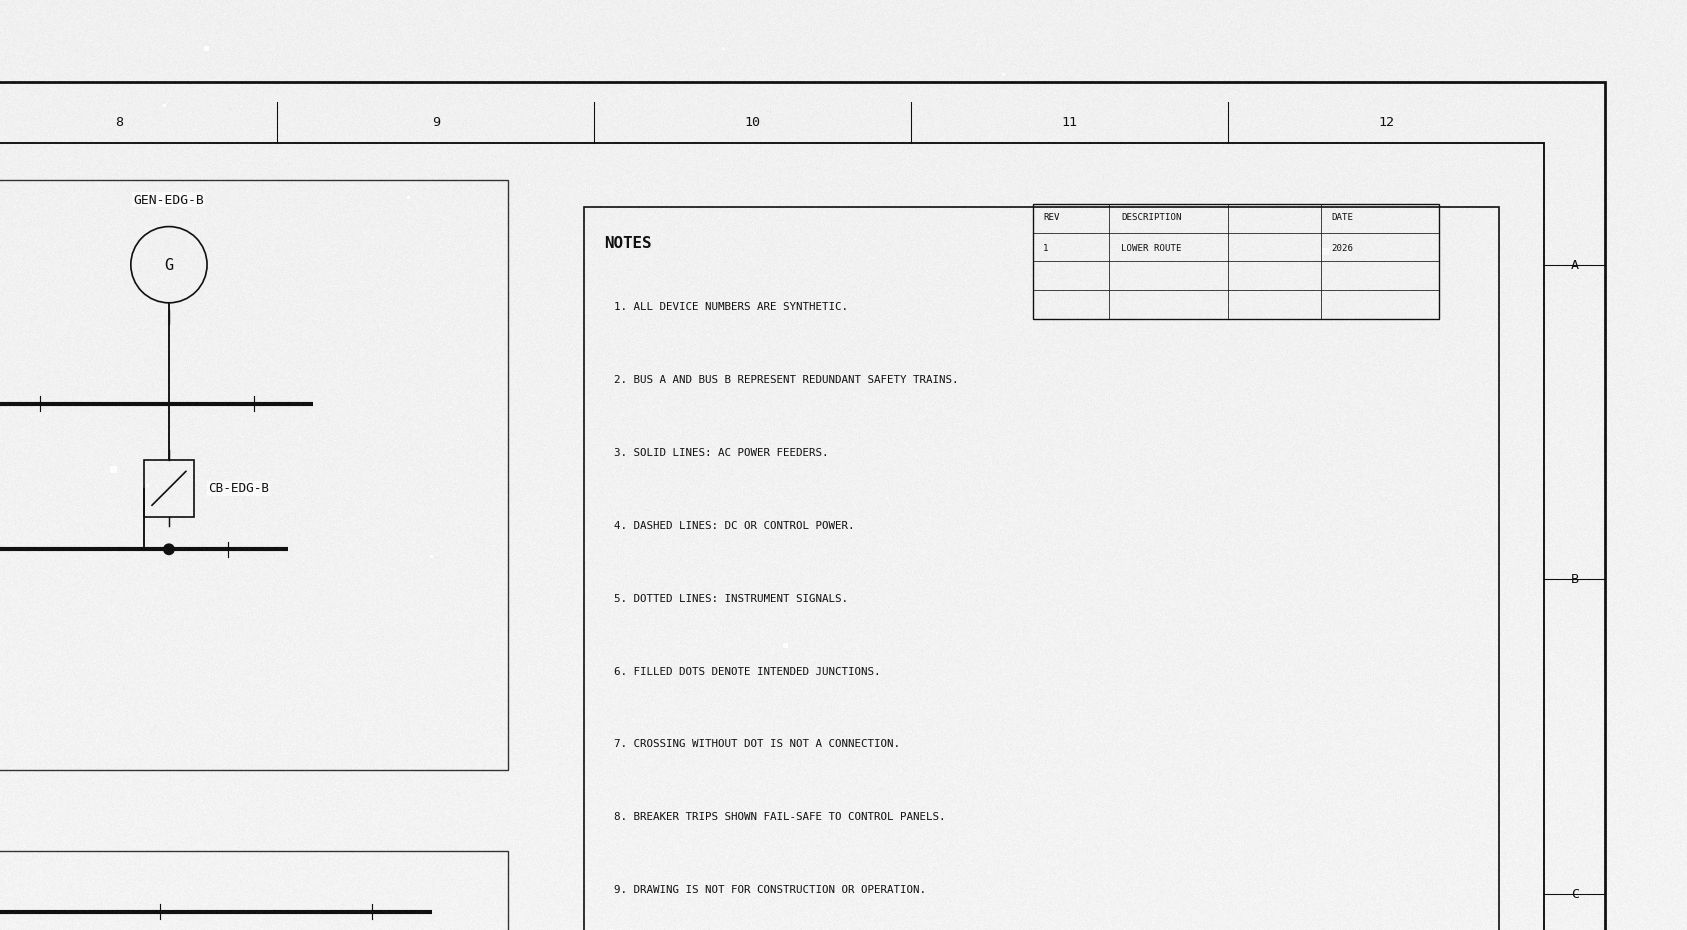 8 9 10 11 12
GEN-EDG-B
G
CB-EDG-B
NOTES
REV DESCRIPTION DATE
1 LOWER ROUTE 2026
1. ALL DEVICE NUMBERS ARE SYNTHETIC.
2. BUS A AND BUS B REPRESENT REDUNDANT SAFETY TRAINS.
3. SOLID LINES: AC POWER FEEDERS.
4. DASHED LINES: DC OR CONTROL POWER.
5. DOTTED LINES: INSTRUMENT SIGNALS.
6. FILLED DOTS DENOTE INTENDED JUNCTIONS.
7. CROSSING WITHOUT DOT IS NOT A CONNECTION.
8. BREAKER TRIPS SHOWN FAIL-SAFE TO CONTROL PANELS.
9. DRAWING IS NOT FOR CONSTRUCTION OR OPERATION.
A
B
C